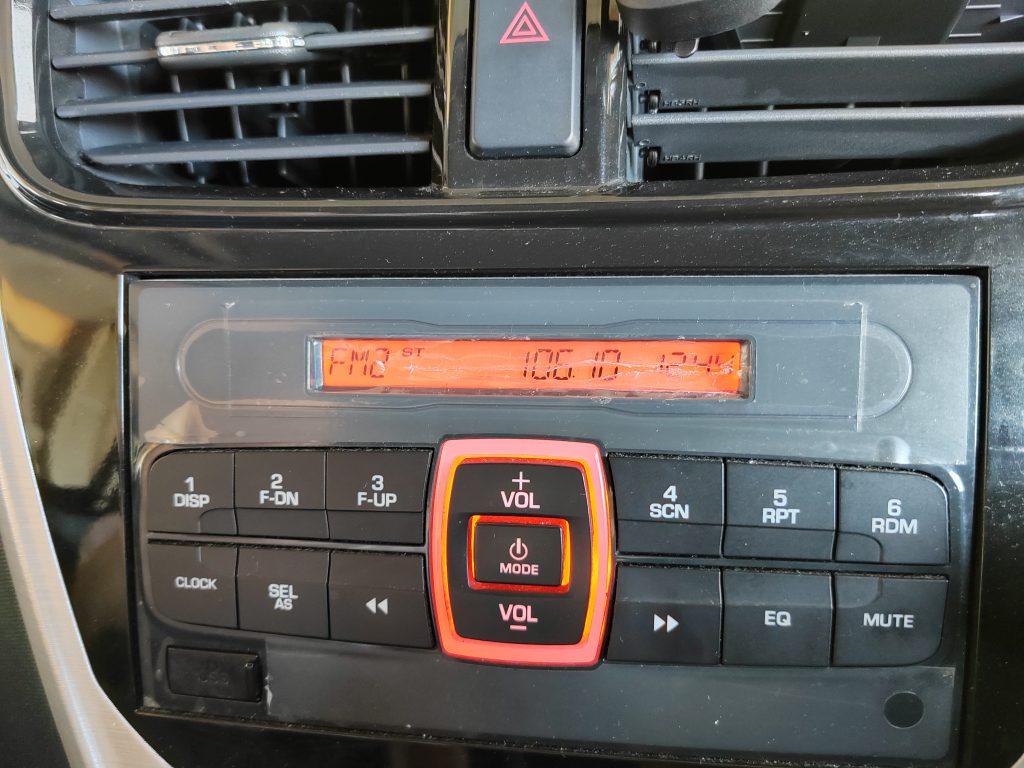 FM2 ST 106.10 12:44
1
DISP
2
F-DN
3
F-UP
+
VOL
4
SCN
5
RPT
6
RDM
MODE
CLOCK
SEL
AS
VOL
–
EQ
MUTE
USB